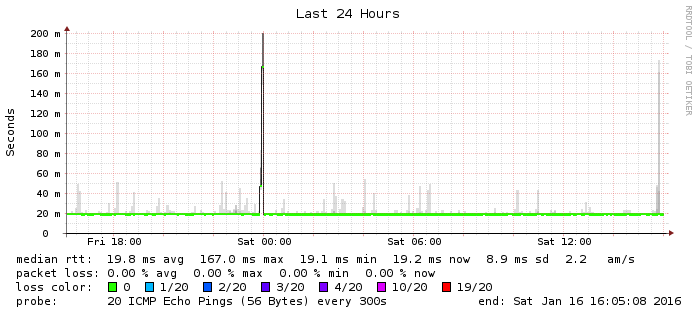 Last 24 Hours
RRDTOOL / TOBI OETIKER
Seconds
200 m
180 m
160 m
140 m
120 m
100 m
80 m
60 m
40 m
20 m
0
Fri 18:00 Sat 00:00 Sat 06:00 Sat 12:00
median rtt: 19.8 ms avg 167.0 ms max 19.1 ms min 19.2 ms now 8.9 ms sd 2.2 am/s
packet loss: 0.00 % avg 0.00 % max 0.00 % min 0.00 % now
loss color: 0 1/20 2/20 3/20 4/20 10/20 19/20
probe: 20 ICMP Echo Pings (56 Bytes) every 300s end: Sat Jan 16 16:05:08 2016